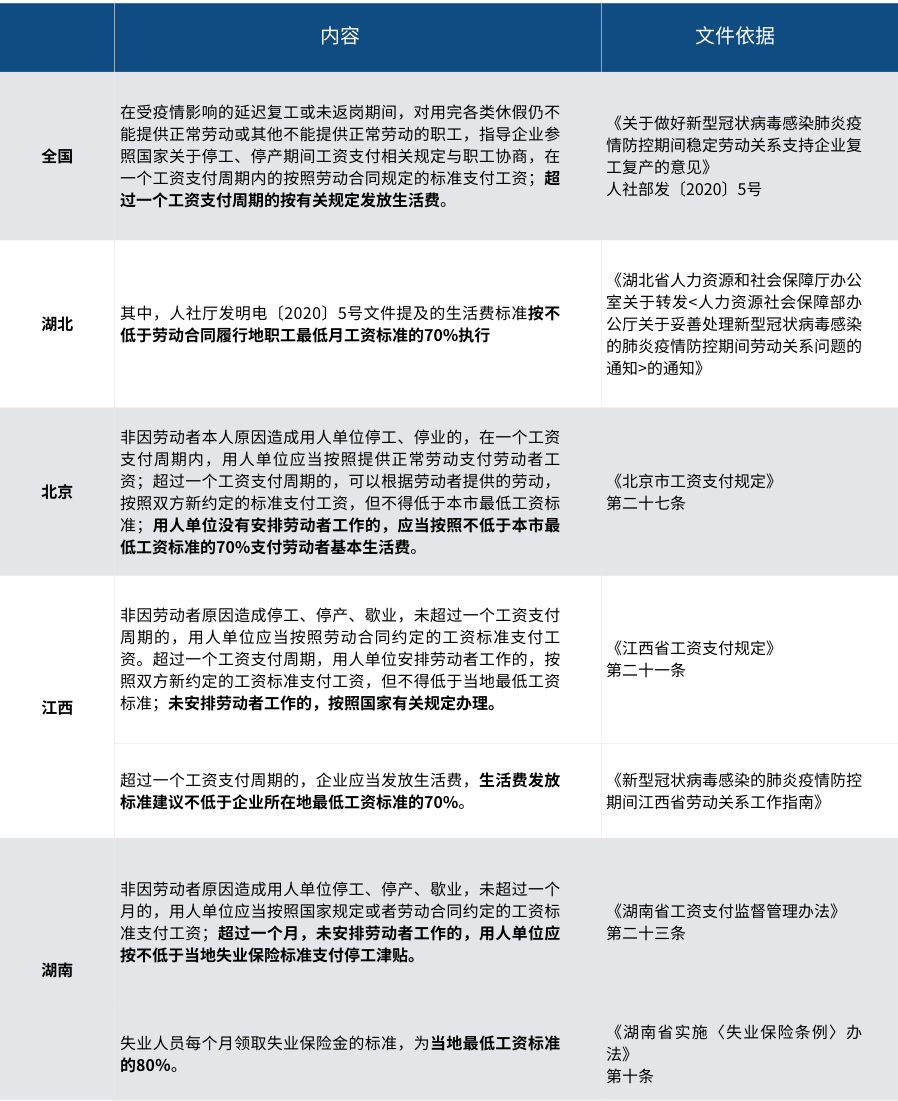 内容
文件依据
全国
在受疫情影响的延迟复工或未返岗期间，对用完各类休假仍不
能提供正常劳动或其他不能提供正常劳动的职工，指导企业参
照国家关于停工、停产期间工资支付相关规定与职工协商，在
一个工资支付周期内的按照劳动合同规定的标准支付工资；超
过一个工资支付周期的按有关规定发放生活费。
《关于做好新型冠状病毒感染肺炎疫
情防控期间稳定劳动关系支持企业复
工复产的意见》
人社部发〔2020〕5号
湖北
其中，人社厅发明电〔2020〕5号文件提及的生活费标准按不
低于劳动合同履行地职工最低月工资标准的70%执行
《湖北省人力资源和社会保障厅办公
室关于转发<人力资源社会保障部办
公厅关于妥善处理新型冠状病毒感染
的肺炎疫情防控期间劳动关系问题的
通知>的通知》
北京
非因劳动者本人原因造成用人单位停工、停业的，在一个工资
支付周期内，用人单位应当按照提供正常劳动支付劳动者工
资；超过一个工资支付周期的，可以根据劳动者提供的劳动，
按照双方新约定的标准支付工资，但不得低于本市最低工资标
准；用人单位没有安排劳动者工作的，应当按照不低于本市最
低工资标准的70%支付劳动者基本生活费。
《北京市工资支付规定》
第二十七条
江西
非因劳动者原因造成停工、停产、歇业，未超过一个工资支付
周期的，用人单位应当按照劳动合同约定的工资标准支付工
资。超过一个工资支付周期，用人单位安排劳动者工作的，按
照双方新约定的工资标准支付工资，但不得低于当地最低工资
标准；未安排劳动者工作的，按照国家有关规定办理。
《江西省工资支付规定》
第二十一条
超过一个工资支付周期的，企业应当发放生活费，生活费发放
标准建议不低于企业所在地最低工资标准的70%。
《新型冠状病毒感染的肺炎疫情防控
期间江西省劳动关系工作指南》
湖南
非因劳动者原因造成用人单位停工、停产、歇业，未超过一个
月的，用人单位应当按照国家规定或者劳动合同约定的工资标
准支付工资；超过一个月，未安排劳动者工作的，用人单位应
按不低于当地失业保险标准支付停工津贴。
《湖南省工资支付监督管理办法》
第二十三条
失业人员每个月领取失业保险金的标准，为当地最低工资标准
的80%。
《湖南省实施〈失业保险条例〉办
法》
第十条